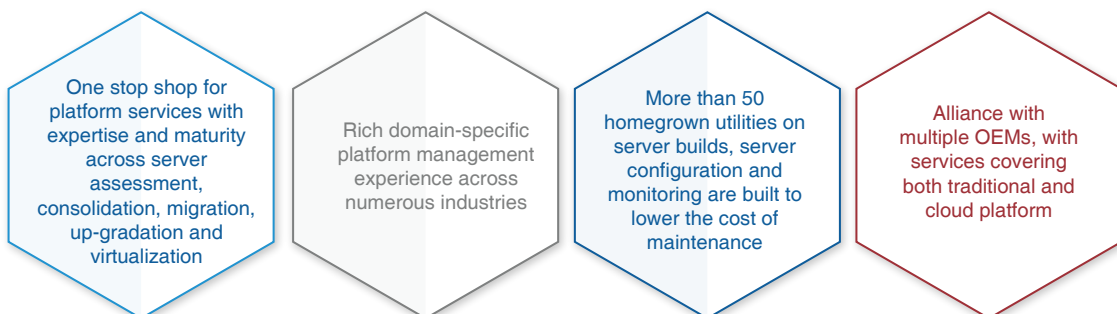 One stop shop for
platform services with
expertise and maturity
across server
assessment,
consolidation, migration,
up-gradation and
virtualization
Rich domain-specific
platform management
experience across
numerous industries
More than 50
homegrown utilities on
server builds, server
configuration and
monitoring are built to
lower the cost of
maintenance
Alliance with
multiple OEMs, with
services covering
both traditional and
cloud platform